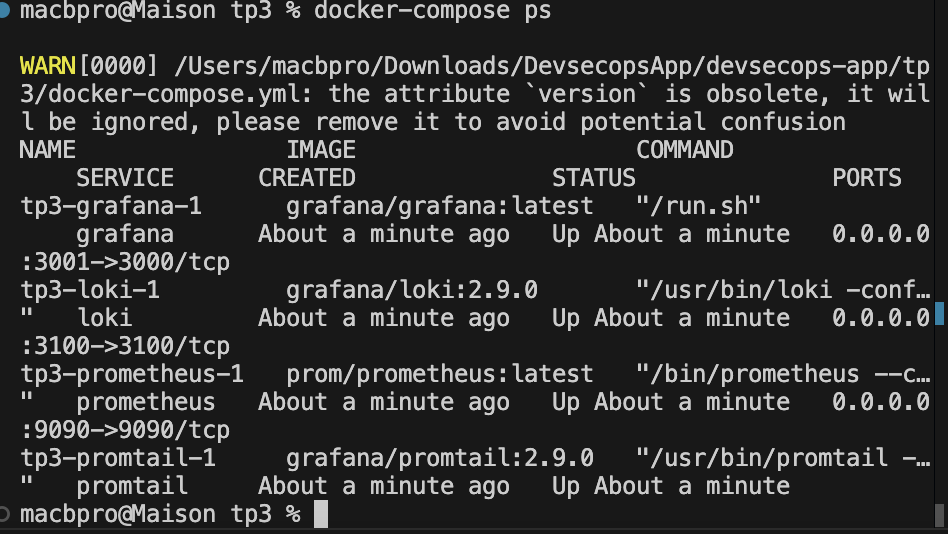 macbpro@Maison tp3 % docker-compose ps
WARN[0000] /Users/macbpro/Downloads/DevsecopsApp/devsecops-app/tp
3/docker-compose.yml: the attribute `version` is obsolete, it wil
l be ignored, please remove it to avoid potential confusion
NAME               IMAGE                    COMMAND
    SERVICE      CREATED              STATUS              PORTS
tp3-grafana-1      grafana/grafana:latest   "/run.sh"
    grafana      About a minute ago   Up About a minute   0.0.0.0
:3001->3000/tcp
tp3-loki-1         grafana/loki:2.9.0       "/usr/bin/loki -conf…
"   loki         About a minute ago   Up About a minute   0.0.0.0
:3100->3100/tcp
tp3-prometheus-1   prom/prometheus:latest   "/bin/prometheus --c…
"   prometheus   About a minute ago   Up About a minute   0.0.0.0
:9090->9090/tcp
tp3-promtail-1     grafana/promtail:2.9.0   "/usr/bin/promtail -…
"   promtail     About a minute ago   Up About a minute
macbpro@Maison tp3 %